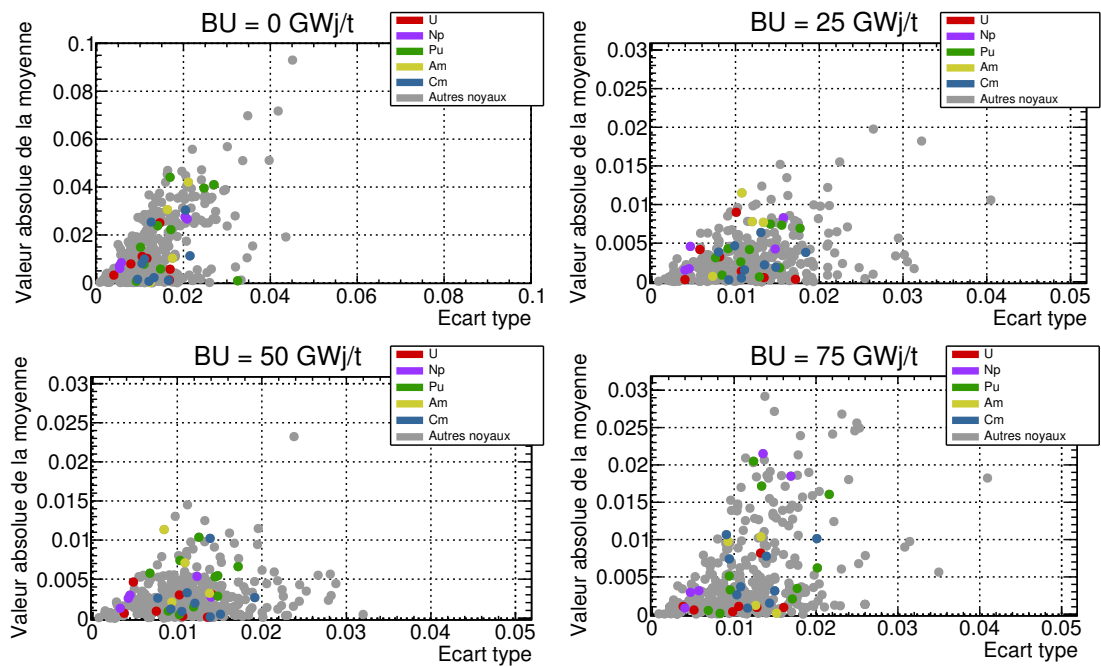 BU = 0 GWj/t
Valeur absolue de la moyenne
0.1
0.08
0.06
0.04
0.02
0
0 0.02 0.04 0.06 0.08 0.1
Ecart type
U
Np
Pu
Am
Cm
Autres noyaux
BU = 25 GWj/t
Valeur absolue de la moyenne
0.03
0.025
0.02
0.015
0.01
0.005
0
0 0.01 0.02 0.03 0.04 0.05
Ecart type
U
Np
Pu
Am
Cm
Autres noyaux
BU = 50 GWj/t
Valeur absolue de la moyenne
0.03
0.025
0.02
0.015
0.01
0.005
0
0 0.01 0.02 0.03 0.04 0.05
Ecart type
U
Np
Pu
Am
Cm
Autres noyaux
BU = 75 GWj/t
Valeur absolue de la moyenne
0.03
0.025
0.02
0.015
0.01
0.005
0
0 0.01 0.02 0.03 0.04 0.05
Ecart type
U
Np
Pu
Am
Cm
Autres noyaux